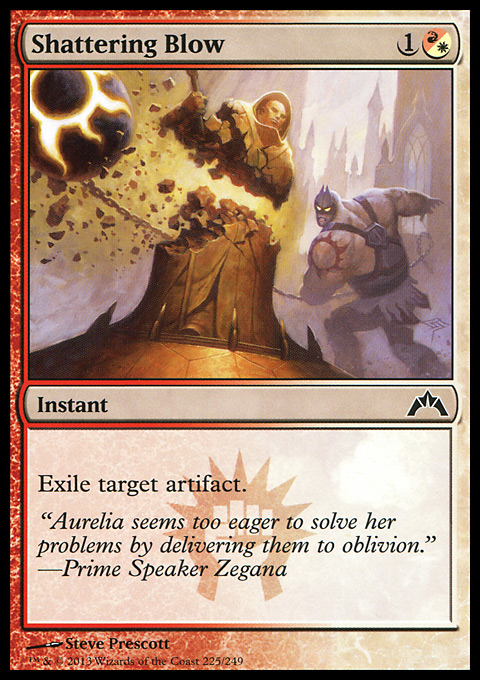 Shattering Blow 1
Instant
Exile target artifact.
“Aurelia seems too eager to solve her
problems by delivering them to oblivion.”
—Prime Speaker Zegana
Steve Prescott
™ & © 2013 Wizards of the Coast 225/249